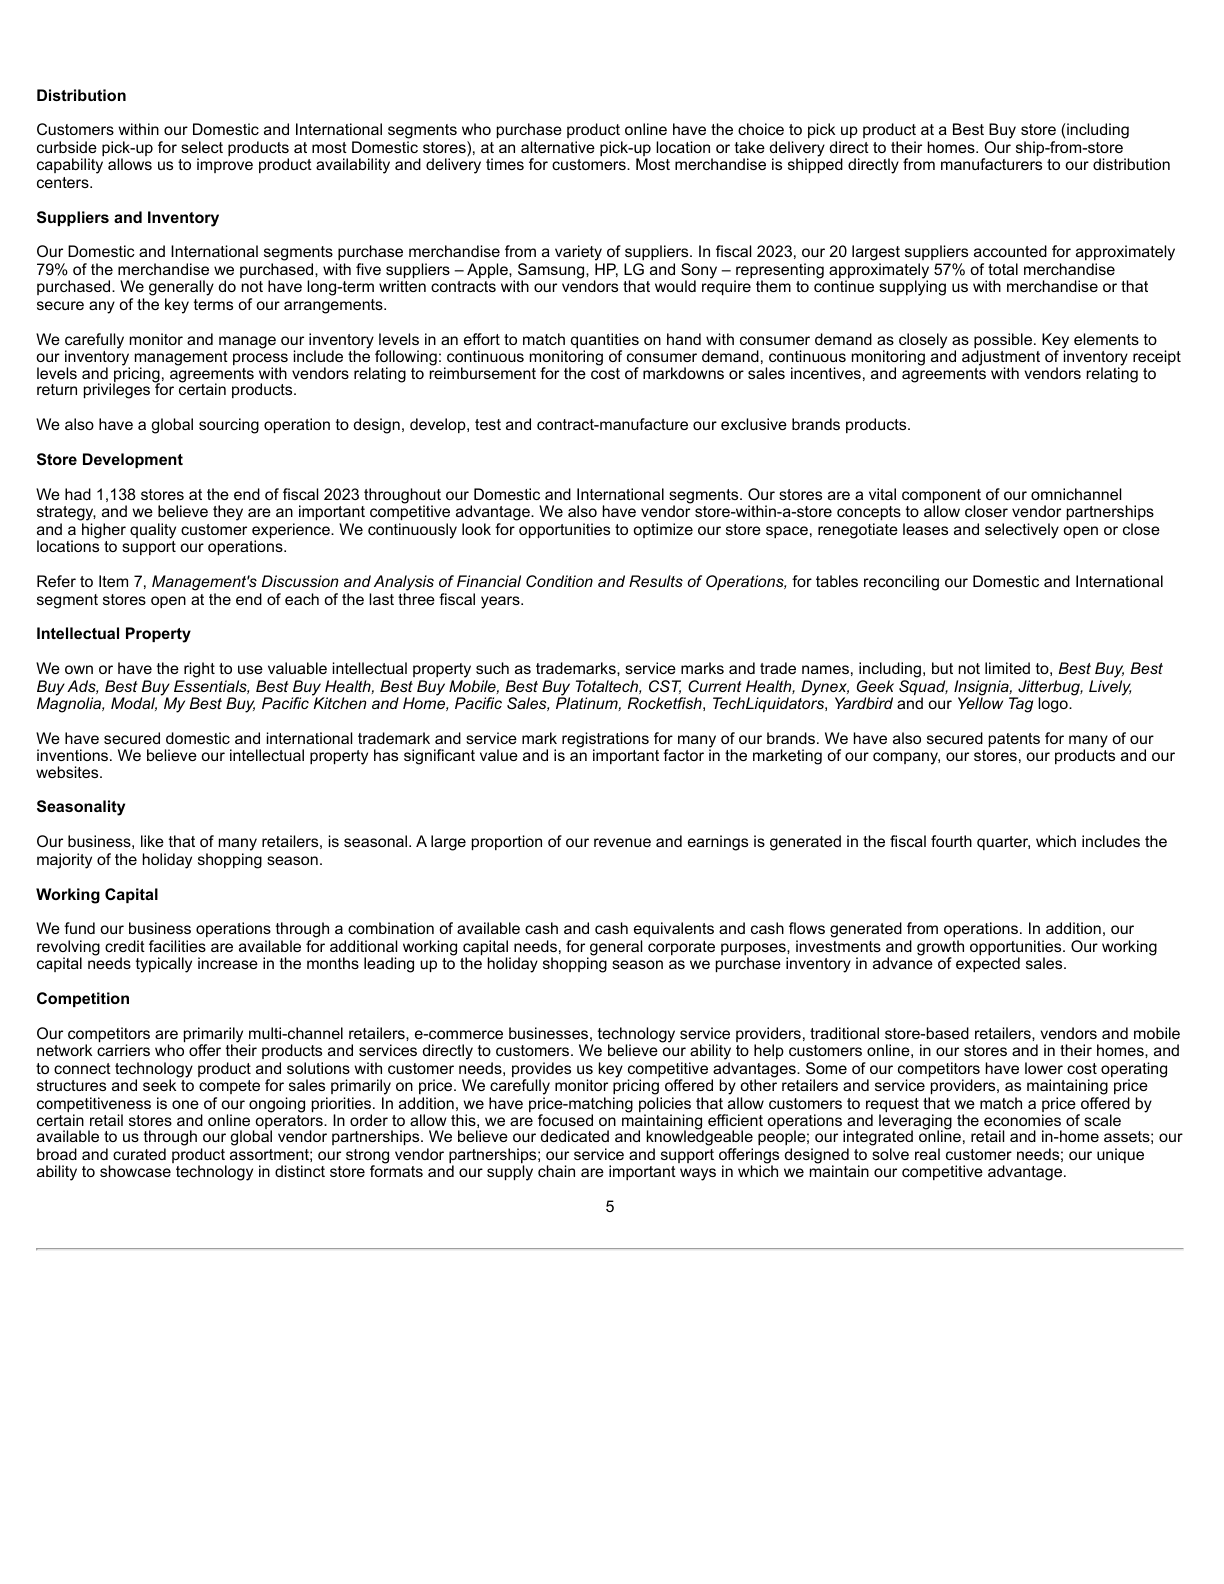 Distribution
Customers within our Domestic and International segments who purchase product online have the choice to pick up product at a Best Buy store (including
curbside pick-up for select products at most Domestic stores), at an alternative pick-up location or take delivery direct to their homes. Our ship-from-store
capability allows us to improve product availability and delivery times for customers. Most merchandise is shipped directly from manufacturers to our distribution
centers.
Suppliers and Inventory
Our Domestic and International segments purchase merchandise from a variety of suppliers. In fiscal 2023, our 20 largest suppliers accounted for approximately
79% of the merchandise we purchased, with five suppliers – Apple, Samsung, HP, LG and Sony – representing approximately 57% of total merchandise
purchased. We generally do not have long-term written contracts with our vendors that would require them to continue supplying us with merchandise or that
secure any of the key terms of our arrangements.
We carefully monitor and manage our inventory levels in an effort to match quantities on hand with consumer demand as closely as possible. Key elements to
our inventory management process include the following: continuous monitoring of consumer demand, continuous monitoring and adjustment of inventory receipt
levels and pricing, agreements with vendors relating to reimbursement for the cost of markdowns or sales incentives, and agreements with vendors relating to
return privileges for certain products.
We also have a global sourcing operation to design, develop, test and contract-manufacture our exclusive brands products.
Store Development
We had 1,138 stores at the end of fiscal 2023 throughout our Domestic and International segments. Our stores are a vital component of our omnichannel
strategy, and we believe they are an important competitive advantage. We also have vendor store-within-a-store concepts to allow closer vendor partnerships
and a higher quality customer experience. We continuously look for opportunities to optimize our store space, renegotiate leases and selectively open or close
locations to support our operations.
Refer to Item 7, Management's Discussion and Analysis of Financial Condition and Results of Operations, for tables reconciling our Domestic and International
segment stores open at the end of each of the last three fiscal years.
Intellectual Property
We own or have the right to use valuable intellectual property such as trademarks, service marks and trade names, including, but not limited to, Best Buy, Best
Buy Ads, Best Buy Essentials, Best Buy Health, Best Buy Mobile, Best Buy Totaltech, CST, Current Health, Dynex, Geek Squad, Insignia, Jitterbug, Lively,
Magnolia, Modal, My Best Buy, Pacific Kitchen and Home, Pacific Sales, Platinum, Rocketfish, TechLiquidators, Yardbird and our Yellow Tag logo.
We have secured domestic and international trademark and service mark registrations for many of our brands. We have also secured patents for many of our
inventions. We believe our intellectual property has significant value and is an important factor in the marketing of our company, our stores, our products and our
websites.
Seasonality
Our business, like that of many retailers, is seasonal. A large proportion of our revenue and earnings is generated in the fiscal fourth quarter, which includes the
majority of the holiday shopping season.
Working Capital
We fund our business operations through a combination of available cash and cash equivalents and cash flows generated from operations. In addition, our
revolving credit facilities are available for additional working capital needs, for general corporate purposes, investments and growth opportunities. Our working
capital needs typically increase in the months leading up to the holiday shopping season as we purchase inventory in advance of expected sales.
Competition
Our competitors are primarily multi-channel retailers, e-commerce businesses, technology service providers, traditional store-based retailers, vendors and mobile
network carriers who offer their products and services directly to customers. We believe our ability to help customers online, in our stores and in their homes, and
to connect technology product and solutions with customer needs, provides us key competitive advantages. Some of our competitors have lower cost operating
structures and seek to compete for sales primarily on price. We carefully monitor pricing offered by other retailers and service providers, as maintaining price
competitiveness is one of our ongoing priorities. In addition, we have price-matching policies that allow customers to request that we match a price offered by
certain retail stores and online operators. In order to allow this, we are focused on maintaining efficient operations and leveraging the economies of scale
available to us through our global vendor partnerships. We believe our dedicated and knowledgeable people; our integrated online, retail and in-home assets; our
broad and curated product assortment; our strong vendor partnerships; our service and support offerings designed to solve real customer needs; our unique
ability to showcase technology in distinct store formats and our supply chain are important ways in which we maintain our competitive advantage.
5